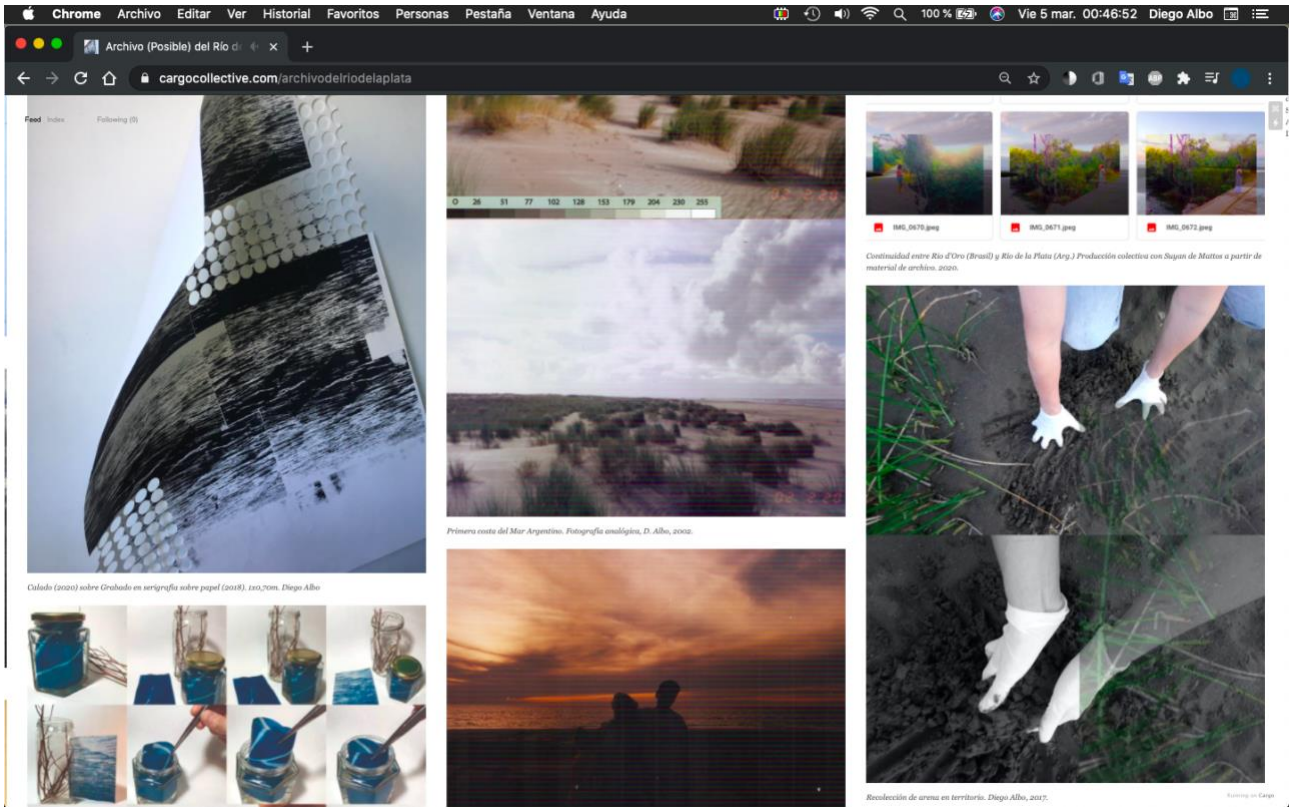 Chrome Archivo Editar Ver Historial Favoritos Personas Pestaña Ventana Ayuda 100 % Vie 5 mar. 00:46:52 Diego Albo
Archivo (Posible) del Río d
cargocollective.com/archivodelriodelaplata
Feed Index Following (9)
0 26 51 77 102 128 153 179 204 230 255
IMG_0670.jpeg IMG_0671.jpeg IMG_0672.jpeg
Continuidad entre Rio d'Oro (Brasil) y Río de la Plata (Arg.) Producción colectiva con Suyan de Mattos a partir de
material de archivo. 2020.
Primera costa del Mar Argentino. Fotografía analógica, D. Albo, 2002.
Calado (2020) sobre Grabado en serigrafía sobre papel (2018). 1x0,70m. Diego Albo
Recolección de arena en territorio. Diego Albo, 2017.
Running on Cargo